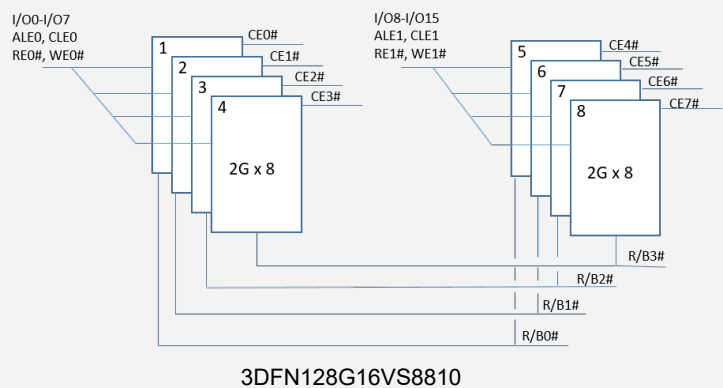 I/O0-I/O7
ALE0, CLE0
RE0#, WE0#
1
CE0#
2
CE1#
3
CE2#
4
CE3#
2G x 8
I/O8-I/O15
ALE1, CLE1
RE1#, WE1#
5
CE4#
6
CE5#
7
CE6#
8
CE7#
2G x 8
R/B3#
R/B2#
R/B1#
R/B0#
3DFN128G16VS8810